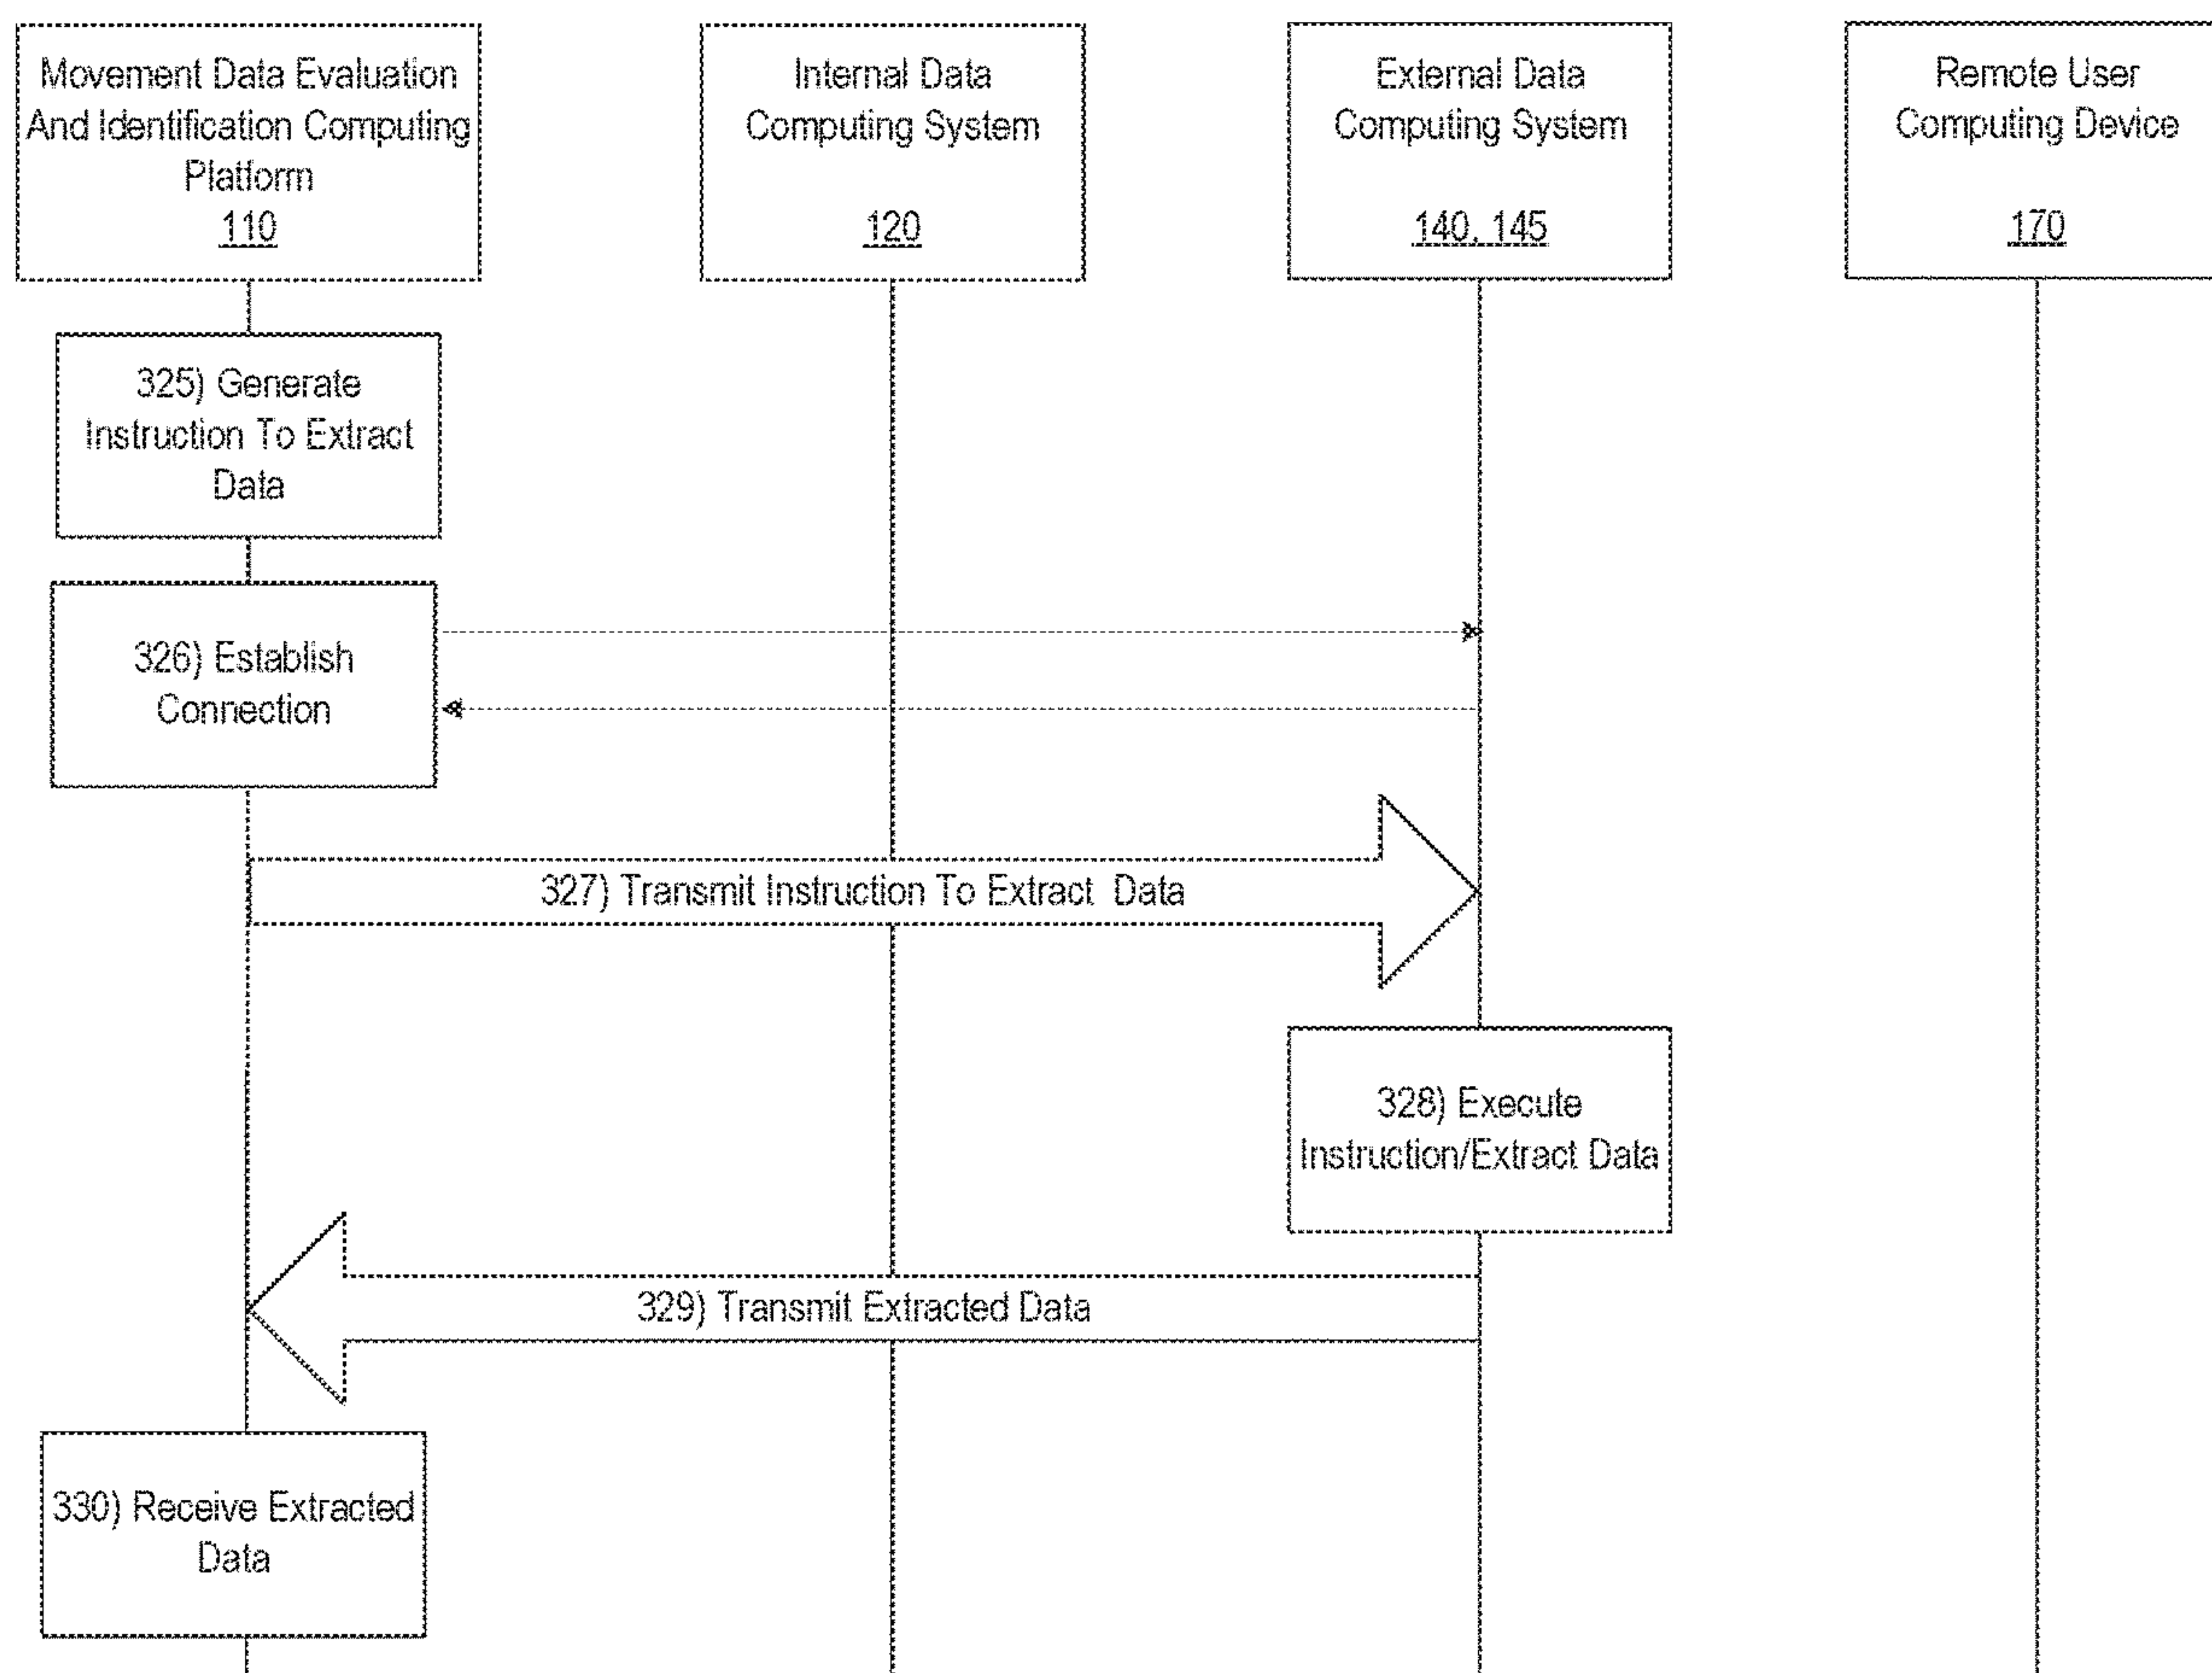 Movement Data Evaluation
And Identification Computing
Platform
110
Internal Data
Computing System
120
External Data
Computing System
140, 145
Remote User
Computing Device
170
325) Generate
Instruction To Extract
Data
326) Establish
Connection
327) Transmit Instruction To Extract Data
328) Execute
Instruction/Extract Data
329) Transmit Extracted Data
330) Receive Extracted
Data